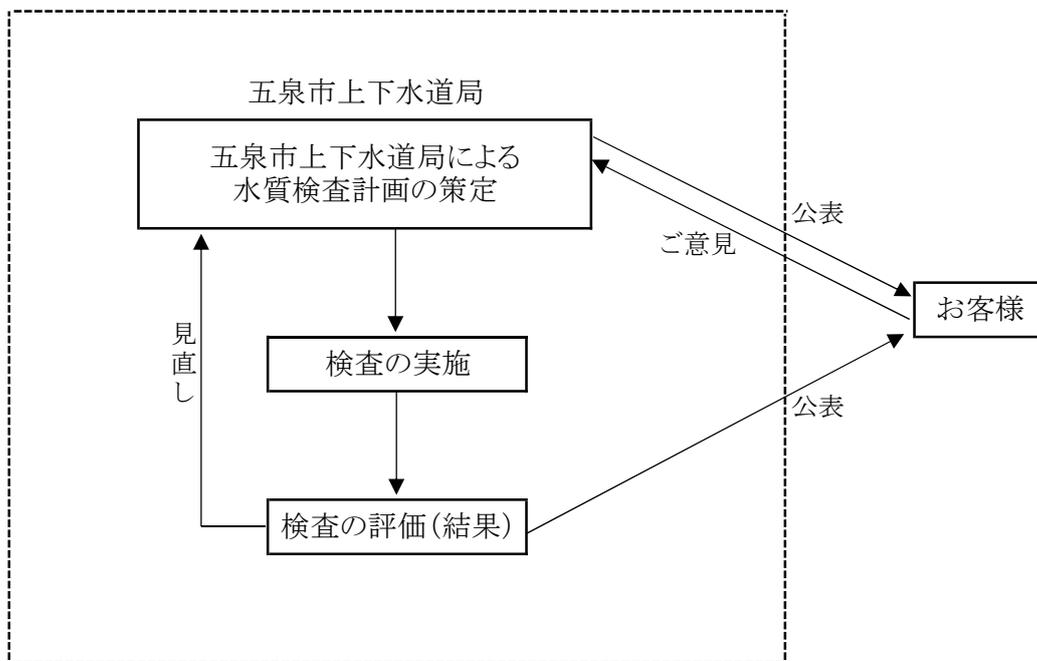 五泉市上下水道局
五泉市上下水道局による
水質検査計画の策定
公表
ご意見
お客様
見直し
検査の実施
公表
検査の評価(結果)